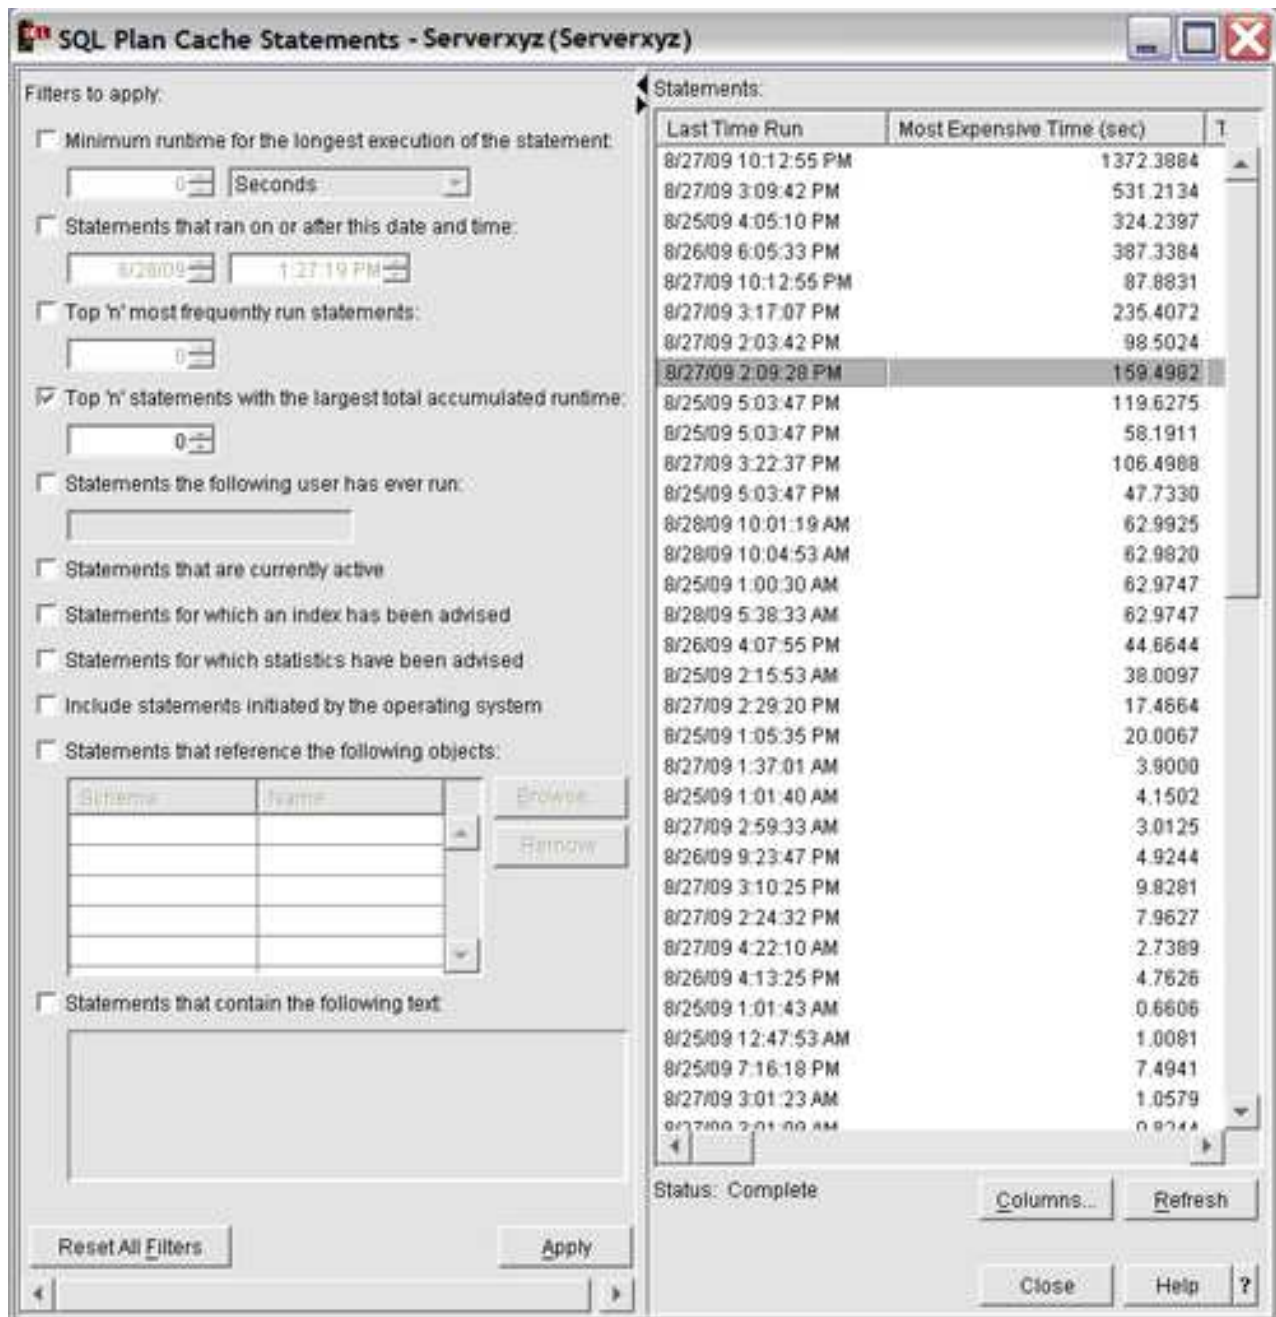 SQL Plan Cache Statements - Serverxyz (Serverxyz)
Filters to apply:
Minimum runtime for the longest execution of the statement:
0 Seconds
Statements that ran on or after this date and time:
8/28/09 1:27:19 PM
Top 'n' most frequently run statements:
0
Top 'n' statements with the largest total accumulated runtime:
0
Statements the following user has ever run:
Statements that are currently active
Statements for which an index has been advised
Statements for which statistics have been advised
Include statements initiated by the operating system
Statements that reference the following objects:
Schema Name Browse...
Remove
Statements that contain the following text:
Reset All Filters Apply
Statements:
Last Time Run Most Expensive Time (sec) T
8/27/09 10:12:55 PM 1372.3884
8/27/09 3:09:42 PM 531.2134
8/25/09 4:05:10 PM 324.2397
8/26/09 6:05:33 PM 387.3384
8/27/09 10:12:55 PM 87.8831
8/27/09 3:17:07 PM 235.4072
8/27/09 2:03:42 PM 98.5024
8/27/09 2:09:28 PM 159.4982
8/25/09 5:03:47 PM 119.6275
8/25/09 5:03:47 PM 58.1911
8/27/09 3:22:37 PM 106.4988
8/25/09 5:03:47 PM 47.7330
8/28/09 10:01:19 AM 62.9925
8/28/09 10:04:53 AM 62.9820
8/25/09 1:00:30 AM 62.9747
8/28/09 5:38:33 AM 62.9747
8/26/09 4:07:55 PM 44.6644
8/25/09 2:15:53 AM 38.0097
8/27/09 2:29:20 PM 17.4664
8/25/09 1:05:35 PM 20.0067
8/27/09 1:37:01 AM 3.9000
8/25/09 1:01:40 AM 4.1502
8/27/09 2:59:33 AM 3.0125
8/26/09 9:23:47 PM 4.9244
8/27/09 3:10:25 PM 9.8281
8/27/09 2:24:32 PM 7.9627
8/27/09 4:22:10 AM 2.7389
8/26/09 4:13:25 PM 4.7626
8/25/09 1:01:43 AM 0.6606
8/25/09 12:47:53 AM 1.0081
8/25/09 7:16:18 PM 7.4941
8/27/09 3:01:23 AM 1.0579
8/27/09 3:01:09 AM 0.8244
Status: Complete Columns... Refresh
Close Help ?